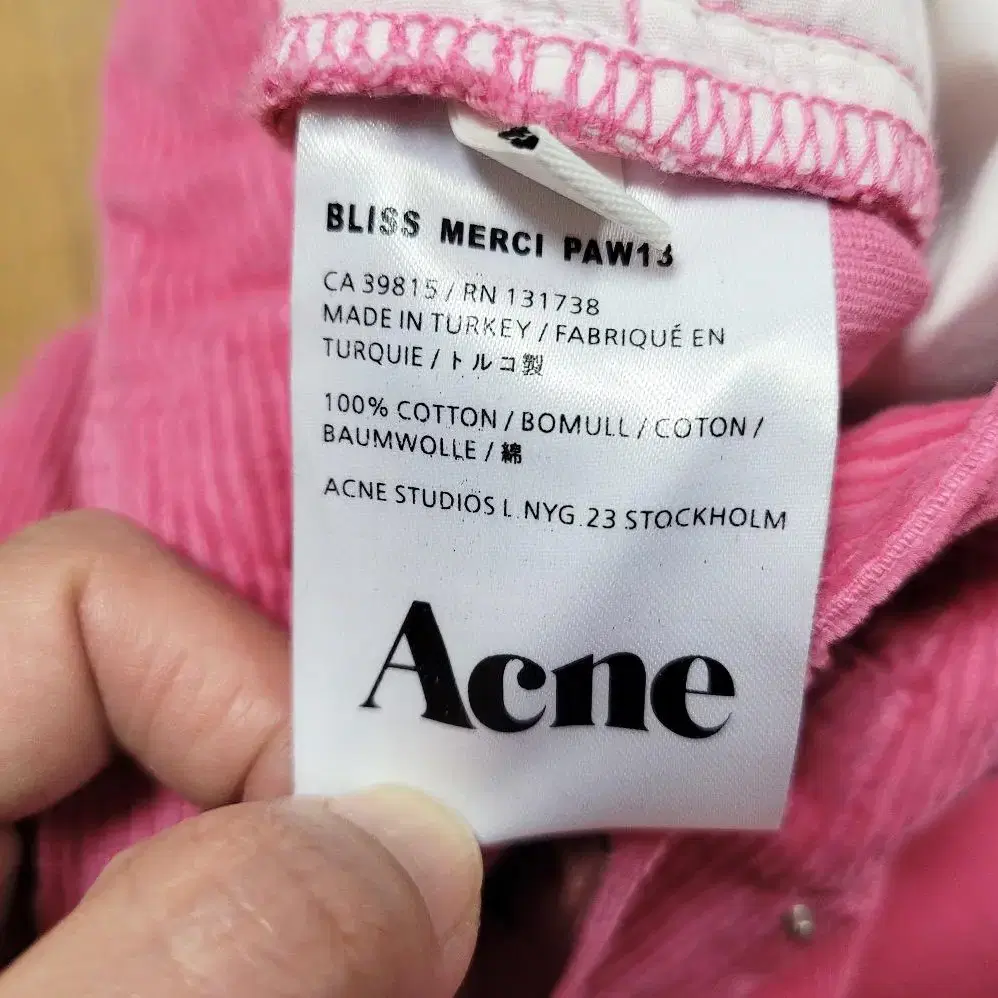 BLISS MERCI PAW13
CA 39815 / RN 131738
MADE IN TURKEY / FABRIQUÉ EN
TURQUIE / トルコ製
100% COTTON / BOMULL / COTON /
BAUMWOLLE / 綿
ACNE STUDIOS L.NYG.23 STOCKHOLM
Acne